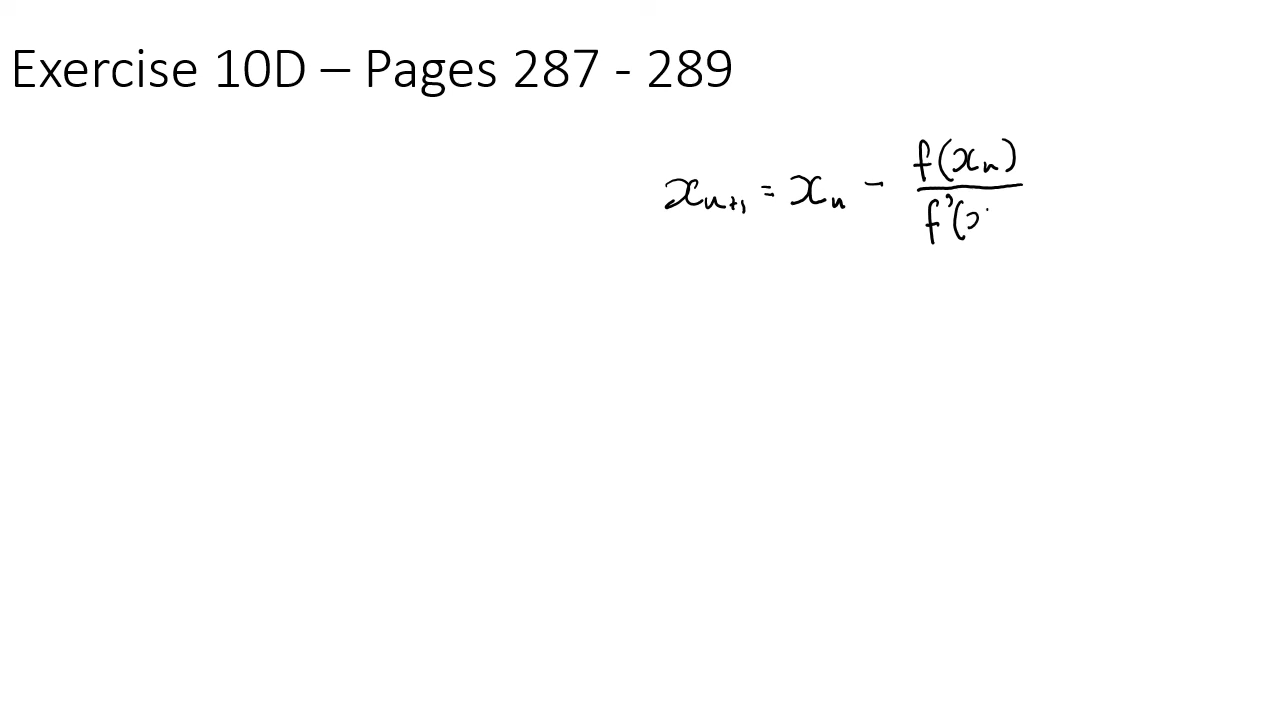 Exercise 10D – Pages 287 - 289
xₙ₊₁ = xₙ - f(xₙ)
f'(x